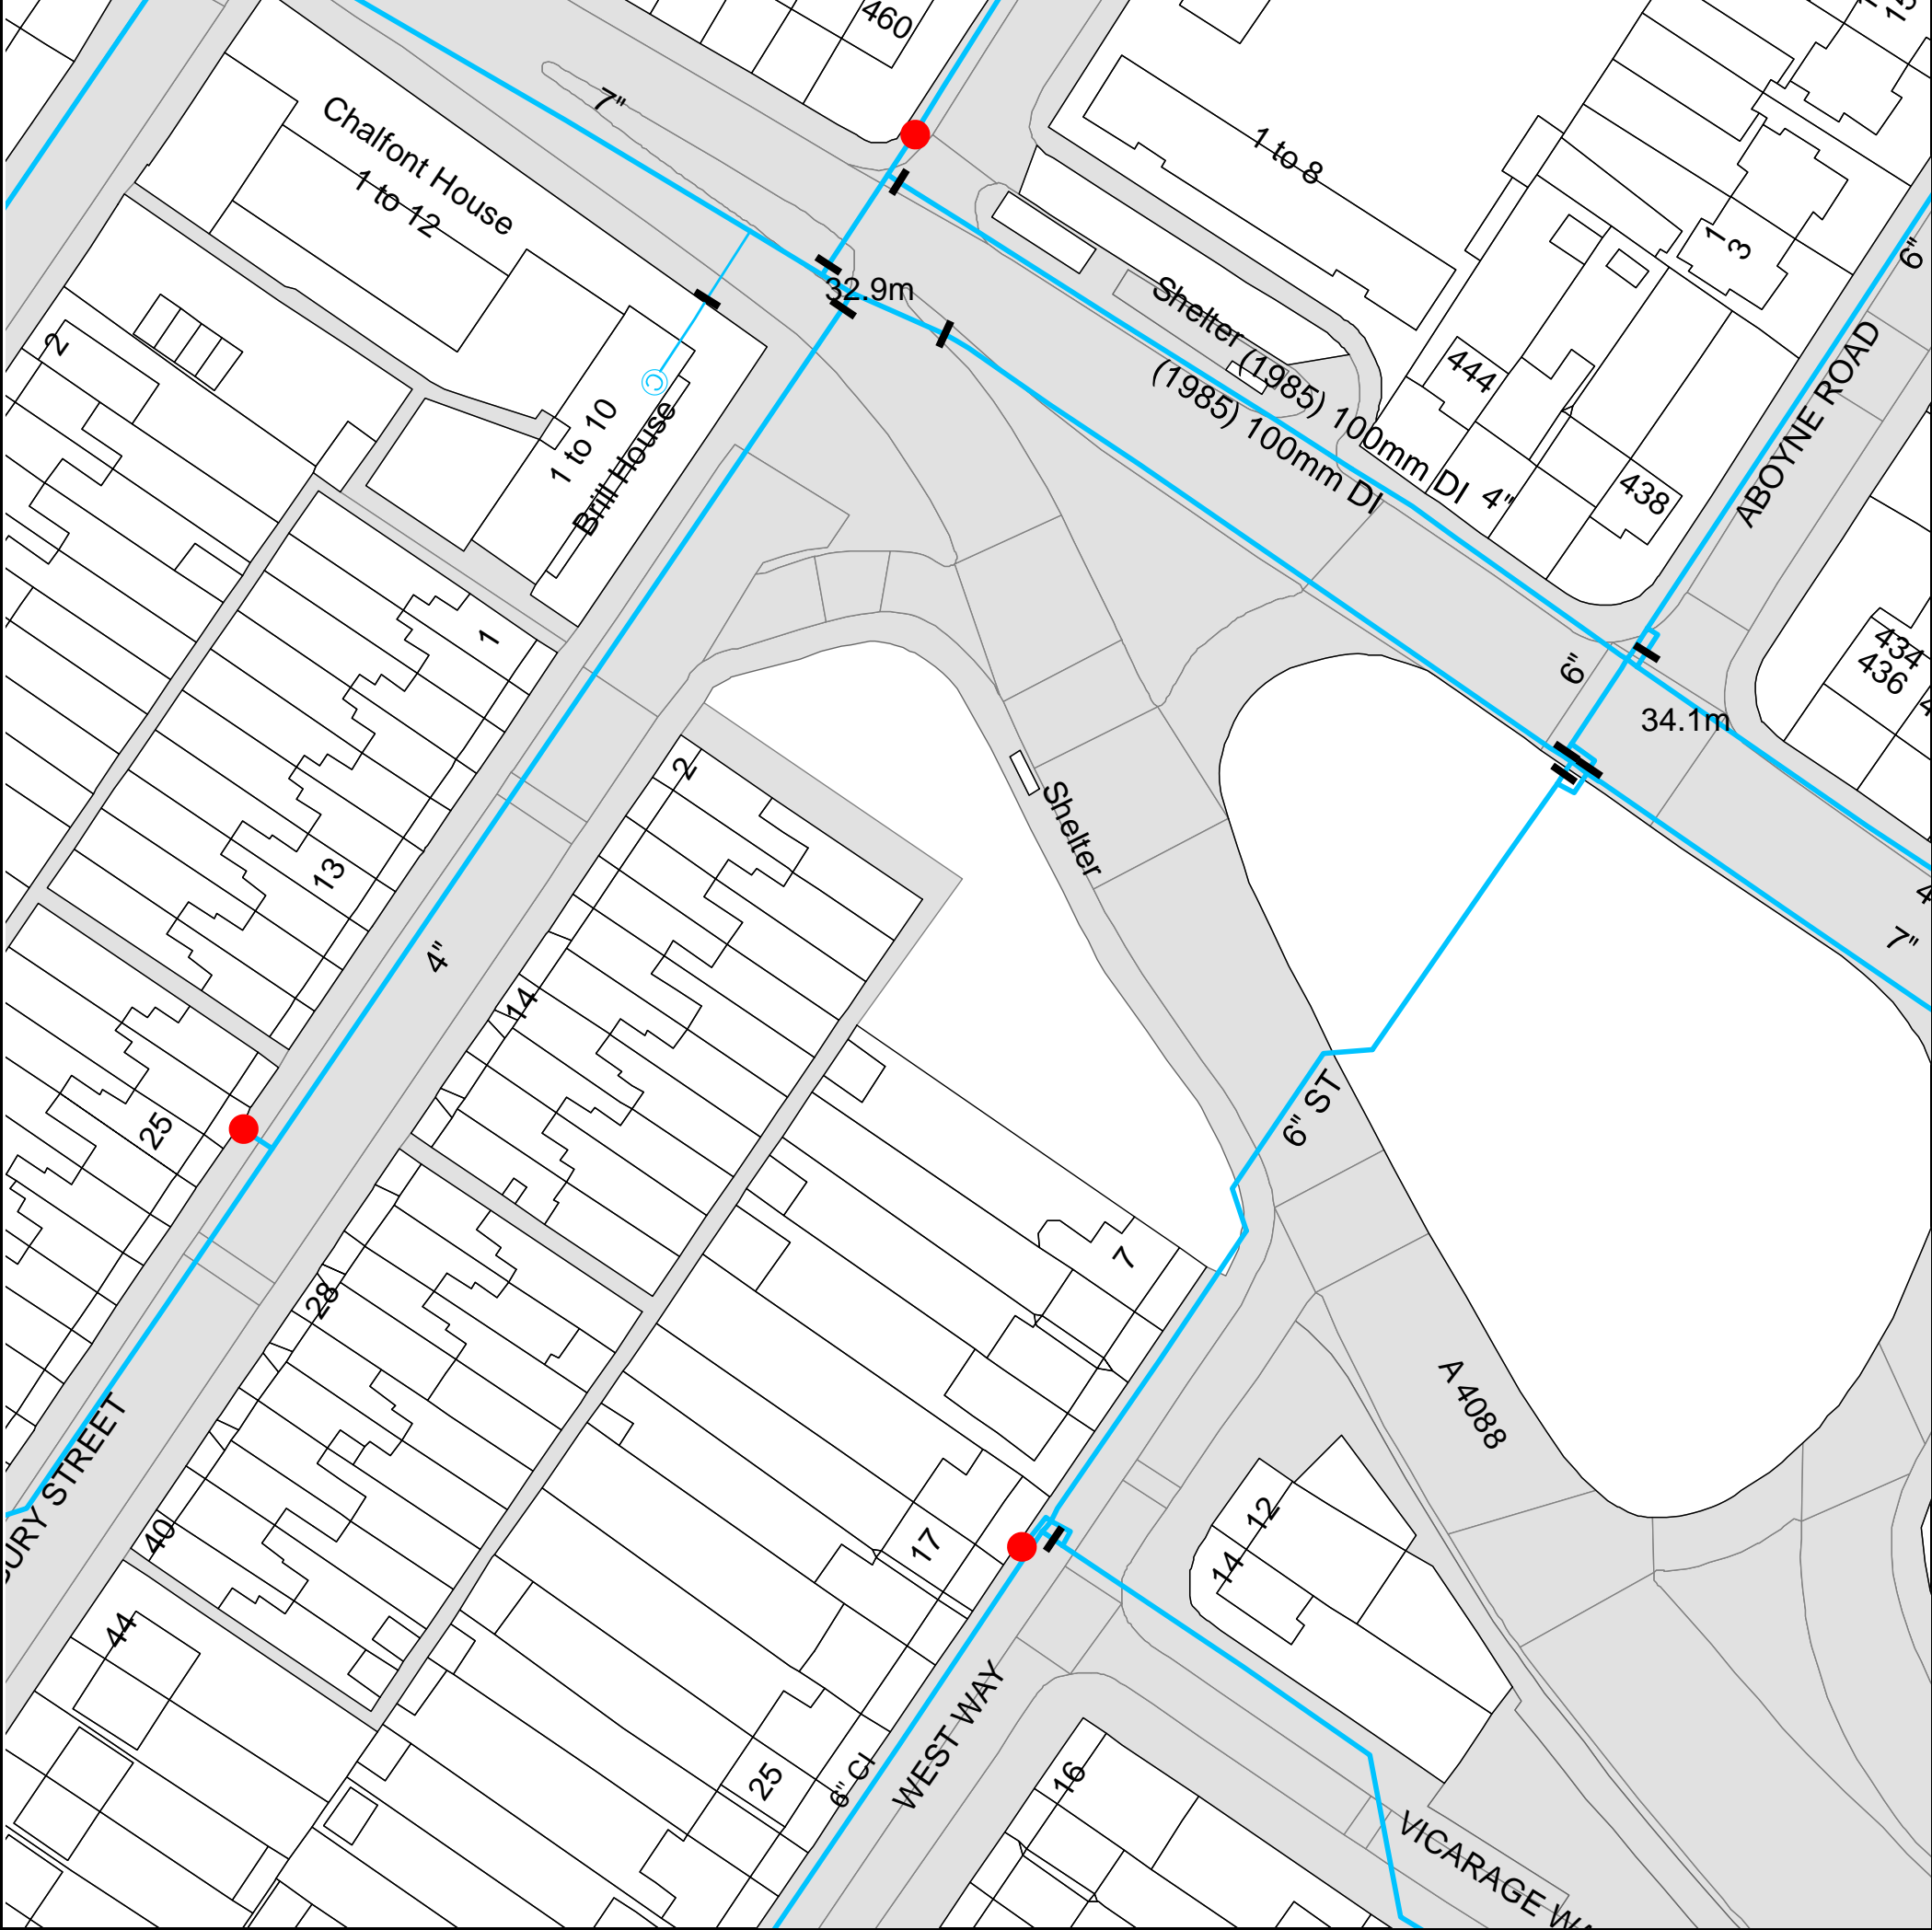 460
7"
Chalfont House
1 to 12
1 to 8
1
3
6"
32.9m
Shelter
(1985) 100mm DI
(1985) 100mm DI
4"
444
438
ABOYNE ROAD
2
1 to 10
Brill House
1
434
436
6"
34.1m
2
Shelter
13
4"
7"
14
6" ST
25
7
28
A 4088
BURY STREET
40
12
14
17
44
WEST WAY
25
6" CI
16
VICARAGE WA